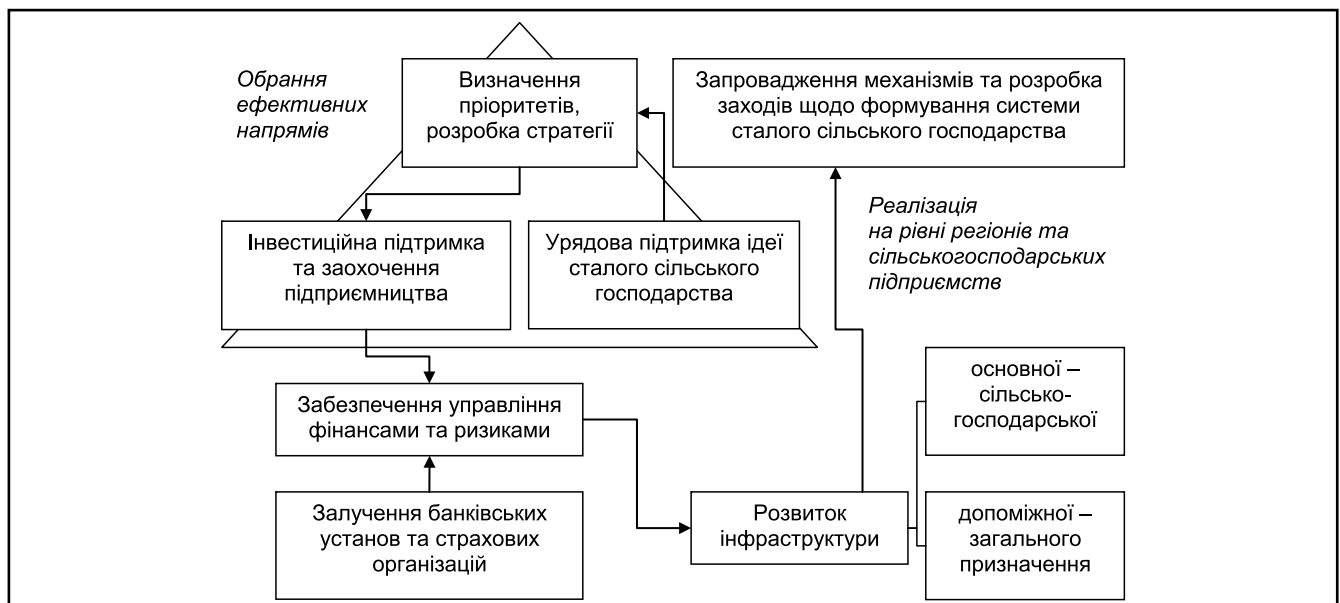 Обрання
ефективних
напрямів
Визначення
пріоритетів,
розробка стратегії
Запровадження механізмів та розробка
заходів щодо формування системи
сталого сільського господарства
Інвестиційна підтримка
та заохочення
підприємництва
Урядова підтримка ідеї
сталого сільського
господарства
Реалізація
на рівні регіонів та
сільськогосподарських
підприємств
Забезпечення управління
фінансами та ризиками
основної –
сільсько-
господарської
Залучення банківських
установ та страхових
організацій
Розвиток
інфраструктури
допоміжної –
загального
призначення